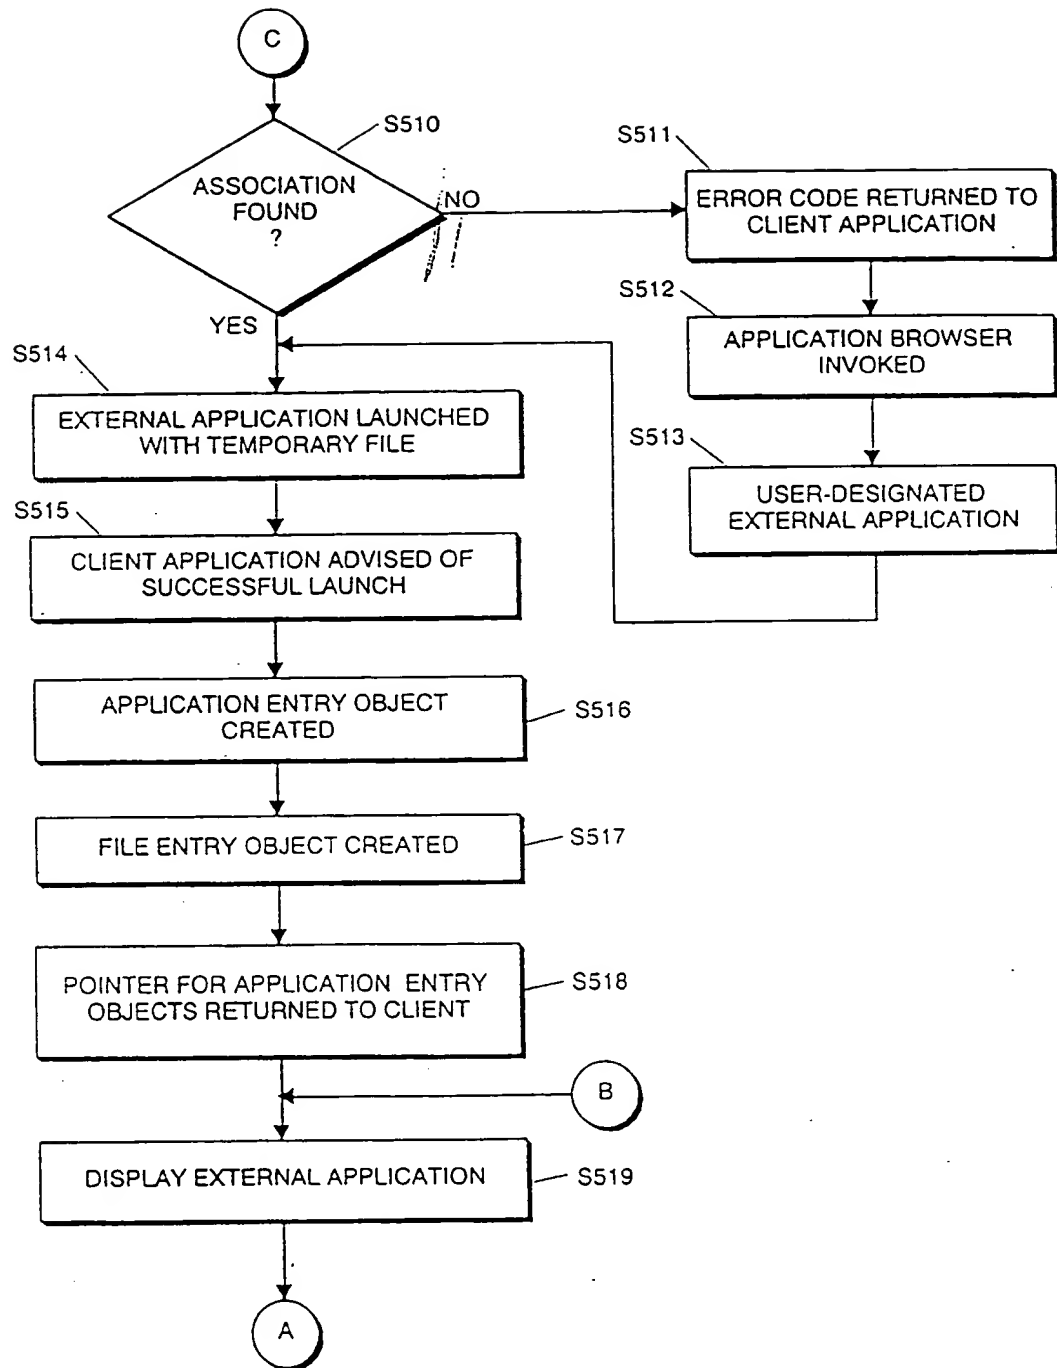 C
S510
ASSOCIATION
FOUND
?
NO
YES
S511
ERROR CODE RETURNED TO
CLIENT APPLICATION
S512
APPLICATION BROWSER
INVOKED
S513
USER-DESIGNATED
EXTERNAL APPLICATION
S514
EXTERNAL APPLICATION LAUNCHED
WITH TEMPORARY FILE
S515
CLIENT APPLICATION ADVISED OF
SUCCESSFUL LAUNCH
APPLICATION ENTRY OBJECT
CREATED
S516
FILE ENTRY OBJECT CREATED
S517
POINTER FOR APPLICATION ENTRY
OBJECTS RETURNED TO CLIENT
S518
B
DISPLAY EXTERNAL APPLICATION
S519
A